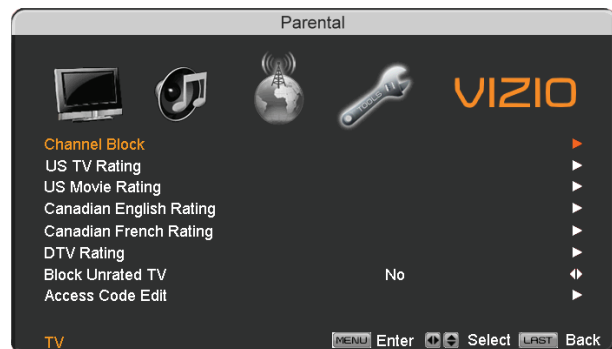 Parental
TOOLS
VIZIO
Channel Block
US TV Rating
US Movie Rating
Canadian English Rating
Canadian French Rating
DTV Rating
Block Unrated TV No
Access Code Edit
TV MENU Enter Select LAST Back